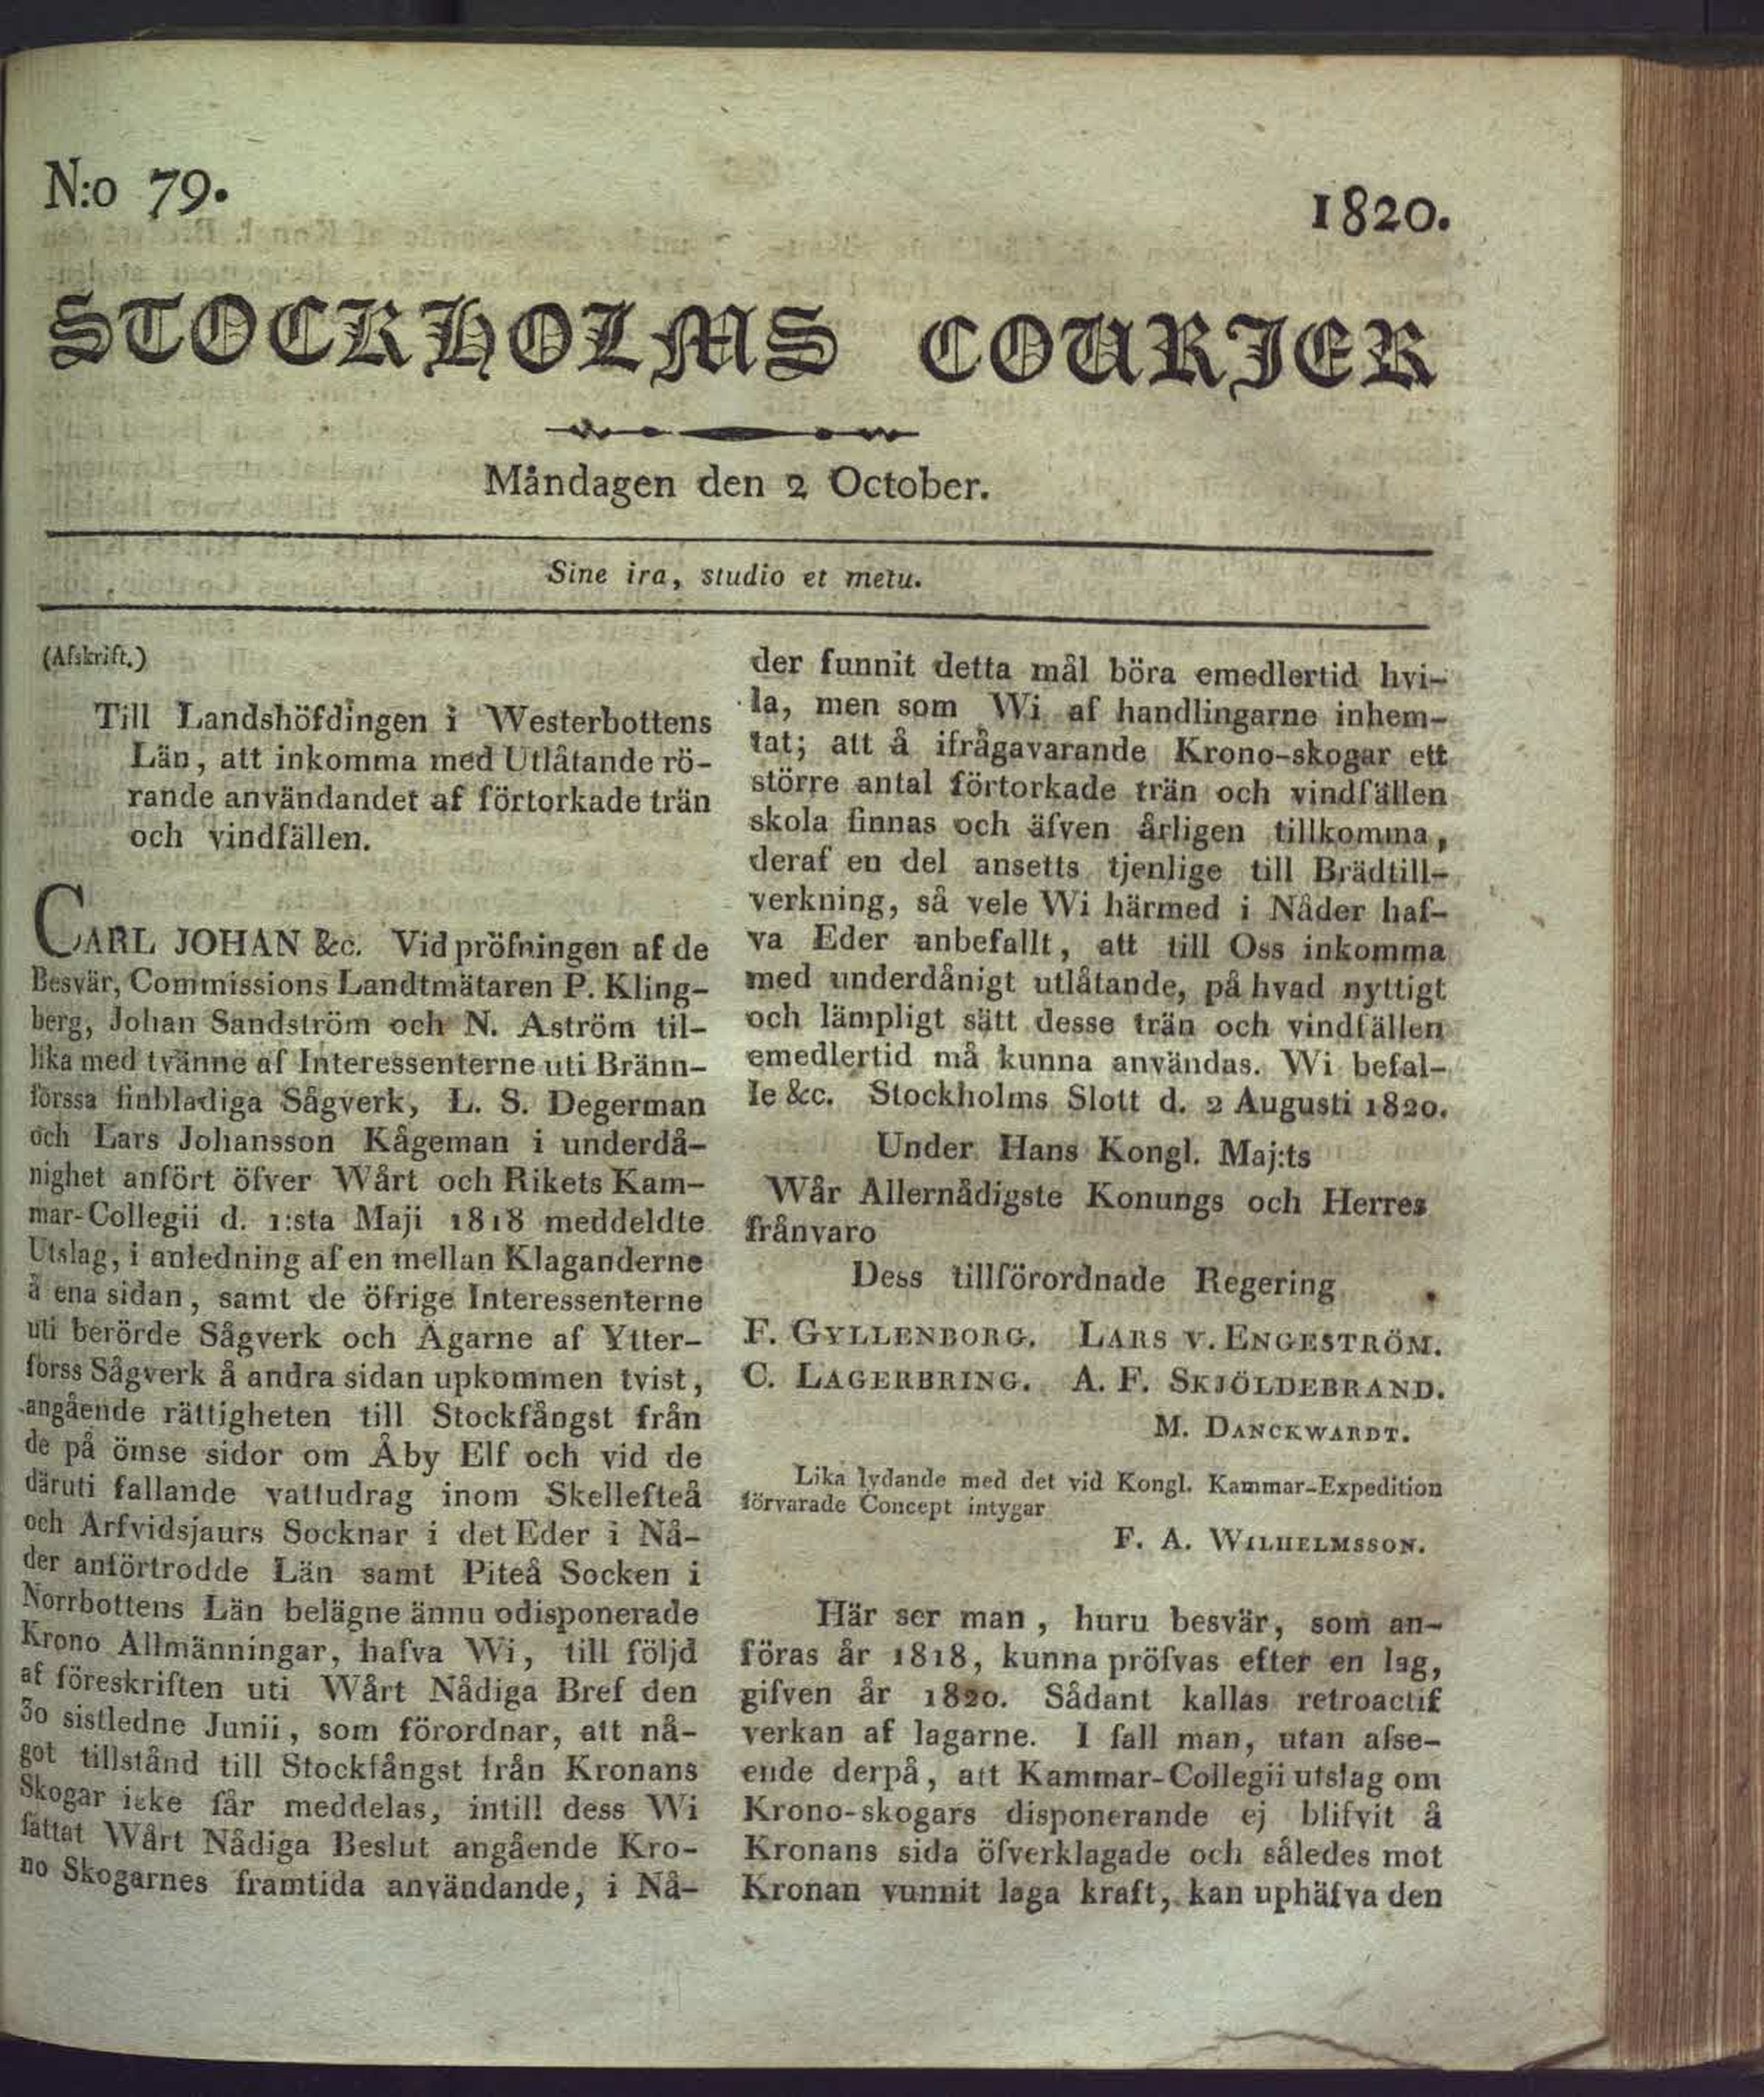 N:o 79.
1820.
STOCKHOLMS COURIER
Måndagen den 2 October.
Sine ira, studio et metu.
(Afskrift.)
Till Landshöfdingen i Westerbottens
Län, att inkomma med Utlåtande rö-
rande användandet af förtorkade trän
och vindfällen.
CARL JOHAN &c. Vid pröfningen af de
Besvär, Commissions Landtmätaren P. Kling-
berg, Johan Sandström och N. Aström til-
lika med tvänne af Interessenterne uti Bränn-
forssa finbladiga Sågverk, L. S. Degerman
och Lars Johansson Kågeman i underdå-
nighet anfört öfver Wårt och Rikets Kam-
mar-Collegii d. 1:sta Maji 1818 meddeldte
Utslag, i anledning af en mellan Klaganderne
å ena sidan, samt de öfrige Interessenterne
uti berörde Sågverk och Ägarne af Ytter-
forss Sågverk å andra sidan upkommen tvist,
angående rättigheten till Stockfångst från
de på ömse sidor om Åby Elf och vid de
däruti fallande vattudrag inom Skellefteå
och Arfvidsjaurs Socknar i det Eder i Nå-
der anförtrodde Län samt Piteå Socken i
Norrbottens Län belägne ännu odisponerade
Krono Allmänningar, hafva Wi, till följd
af föreskriften uti Wårt Nådiga Bref den
30 sistledne Junii, som förordnar, att nå-
got tillstånd till Stockfångst från Kronans
Skogar icke får meddelas, intill dess Wi
fattat Wårt Nådiga Beslut angående Kro-
no Skogarnes framtida användande, i Nå-
der funnit detta mål böra emedlertid hvi-
la, men som Wi af handlingarne inhem-
tat; att å ifrågavarande Krono-skogar ett
större antal förtorkade trän och vindfällen
skola finnas och äfven årligen tillkomma,
deraf en del ansetts tjenlige till Brädtill-
verkning, så vele Wi härmed i Nåder haf-
va Eder anbefallt, att till Oss inkomma
med underdånigt utlåtande, på hvad nyttigt
och lämpligt sätt desse trän och vindfällen
emedlertid må kunna användas. Wi befal-
le &c. Stockholms Slott d. 2 Augusti 1820.
Under Hans Kongl. Maj:ts
Wår Allernådigste Konungs och Herres
frånvaro
Dess tillförordnade Regering
F. GYLLENBORG. LARS V. ENGESTRÖM.
C. LAGERBRING. A. F. SKJÖLDEBRAND.
M. DANCKWARDT.
Lika lydande med det vid Kongl. Kammar-Expedition
förvarade Concept intygar
F. A. WILHELMSSON.
Här ser man, huru besvär, som an-
föras år 1818, kunna pröfvas efter en lag,
gifven år 1820. Sådant kallas retroactif
verkan af lagarne. I fall man, utan afse-
ende derpå, att Kammar-Collegii utslag om
Krono-skogars disponerande ej blifvit å
Kronans sida öfverklagade och således mot
Kronan vunnit laga kraft, kan uphäfva den